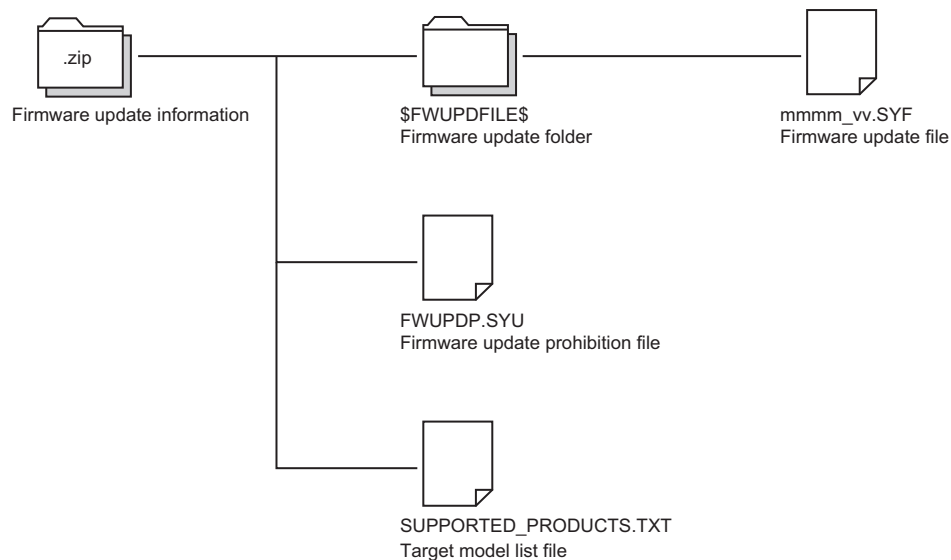 .zip
Firmware update information
$FWUPDFILE$
Firmware update folder
mmmm_vv.SYF
Firmware update file
FWUPDP.SYU
Firmware update prohibition file
SUPPORTED_PRODUCTS.TXT
Target model list file